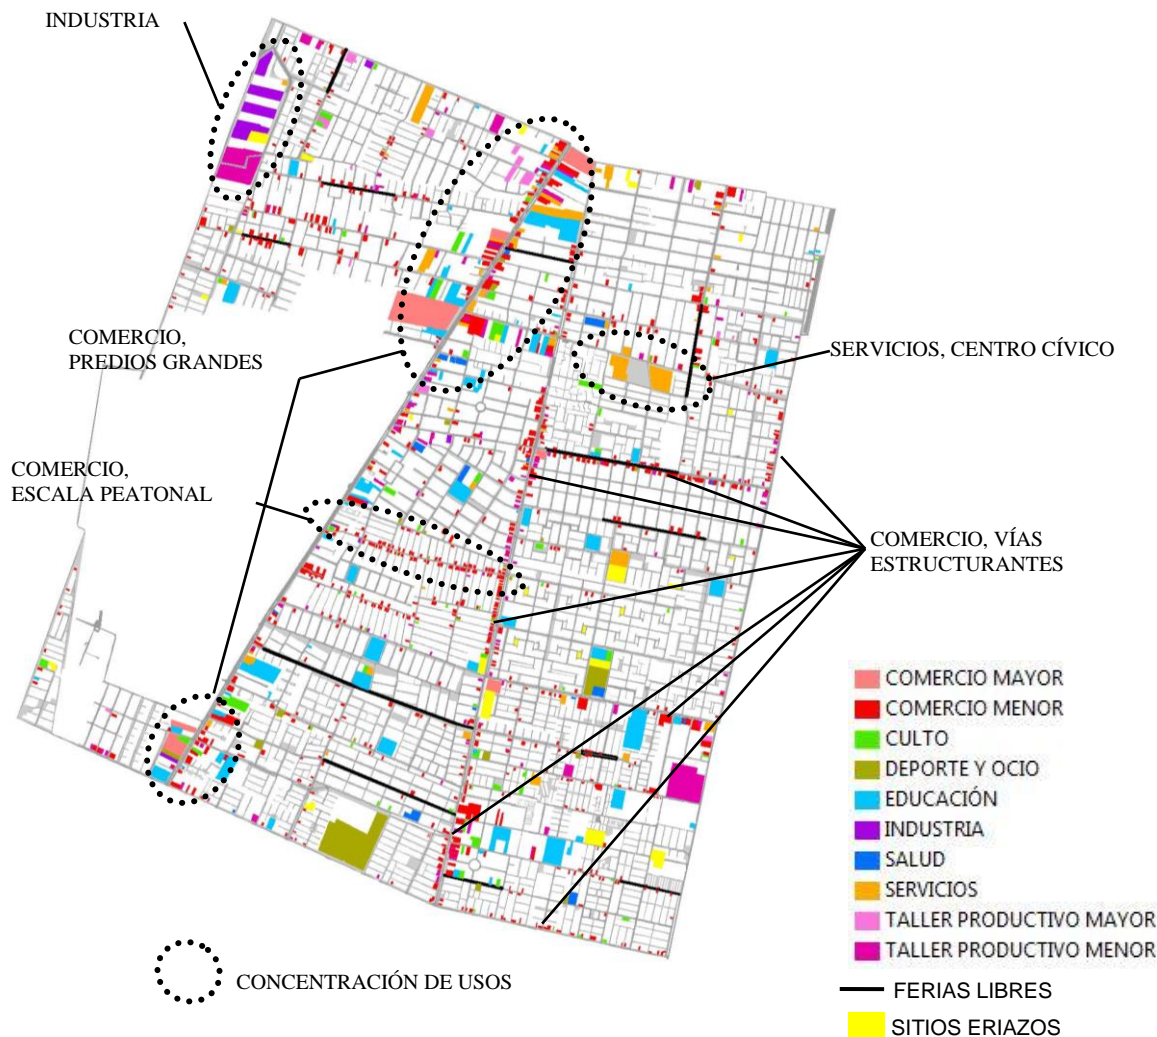 INDUSTRIA
COMERCIO,
PREDIOS GRANDES
SERVICIOS, CENTRO CÍVICO
COMERCIO,
ESCALA PEATONAL
COMERCIO, VÍAS
ESTRUCTURANTES
COMERCIO MAYOR
COMERCIO MENOR
CULTO
DEPORTE Y OCIO
EDUCACIÓN
INDUSTRIA
SALUD
SERVICIOS
TALLER PRODUCTIVO MAYOR
TALLER PRODUCTIVO MENOR
FERIAS LIBRES
SITIOS ERIAZOS
CONCENTRACIÓN DE USOS